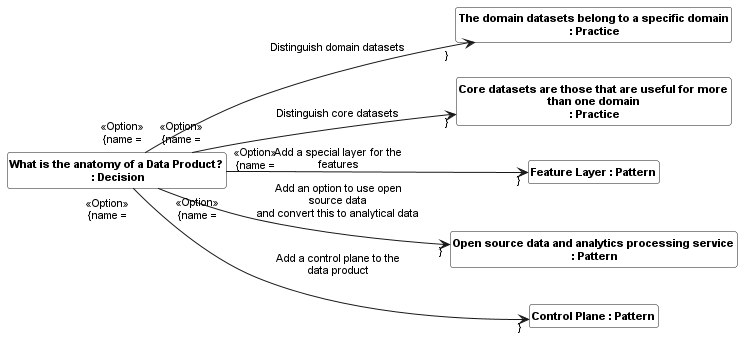 The domain datasets belong to a specific domain
: Practice
Distinguish domain datasets
}
Core datasets are those that are useful for more
than one domain
: Practice
Distinguish core datasets
}
«Option»
{name =
«Option»
{name =
What is the anatomy of a Data Product?
: Decision
«Option»
{name =
Add a special layer for the
features
}
Feature Layer : Pattern
Add an option to use open
source data
and convert this to analytical data
«Option»
{name =
«Option»
{name =
}
Open source data and analytics processing service
: Pattern
Add a control plane to the
data product
}
Control Plane : Pattern